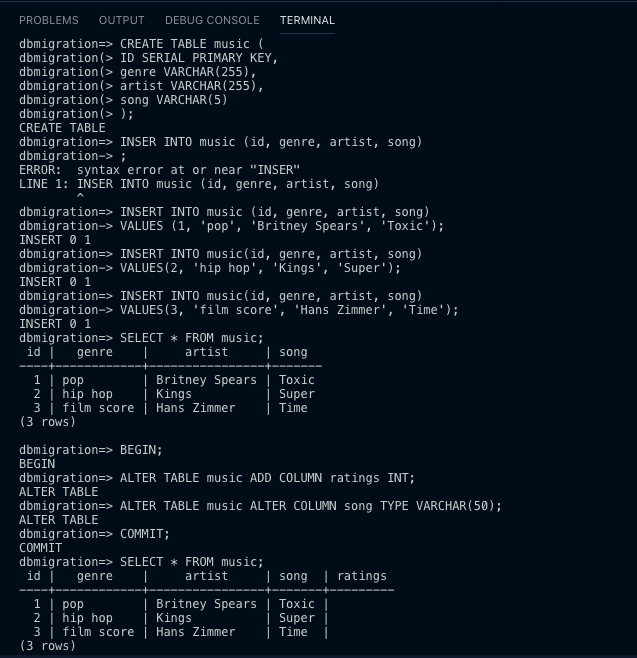 PROBLEMS OUTPUT DEBUG CONSOLE TERMINAL
dbmigration=> CREATE TABLE music (
dbmigration(> ID SERIAL PRIMARY KEY,
dbmigration(> genre VARCHAR(255),
dbmigration(> artist VARCHAR(255),
dbmigration(> song VARCHAR(5)
dbmigration(> );
CREATE TABLE
dbmigration=> INSER INTO music (id, genre, artist, song)
dbmigration-> ;
ERROR:  syntax error at or near "INSER"
LINE 1: INSER INTO music (id, genre, artist, song)
        ^
dbmigration=> INSERT INTO music (id, genre, artist, song)
dbmigration-> VALUES (1, 'pop', 'Britney Spears', 'Toxic');
INSERT 0 1
dbmigration=> INSERT INTO music(id, genre, artist, song)
dbmigration-> VALUES(2, 'hip hop', 'Kings', 'Super');
INSERT 0 1
dbmigration=> INSERT INTO music(id, genre, artist, song)
dbmigration-> VALUES(3, 'film score', 'Hans Zimmer', 'Time');
INSERT 0 1
dbmigration=> SELECT * FROM music;
 id |   genre    |     artist     | song
----+------------+----------------+-------
  1 | pop        | Britney Spears | Toxic
  2 | hip hop    | Kings          | Super
  3 | film score | Hans Zimmer    | Time
(3 rows)

dbmigration=> BEGIN;
BEGIN
dbmigration=> ALTER TABLE music ADD COLUMN ratings INT;
ALTER TABLE
dbmigration=> ALTER TABLE music ALTER COLUMN song TYPE VARCHAR(50);
ALTER TABLE
dbmigration=> COMMIT;
COMMIT
dbmigration=> SELECT * FROM music;
 id |   genre    |     artist     | song  | ratings
----+------------+----------------+-------+---------
  1 | pop        | Britney Spears | Toxic |
  2 | hip hop    | Kings          | Super |
  3 | film score | Hans Zimmer    | Time  |
(3 rows)